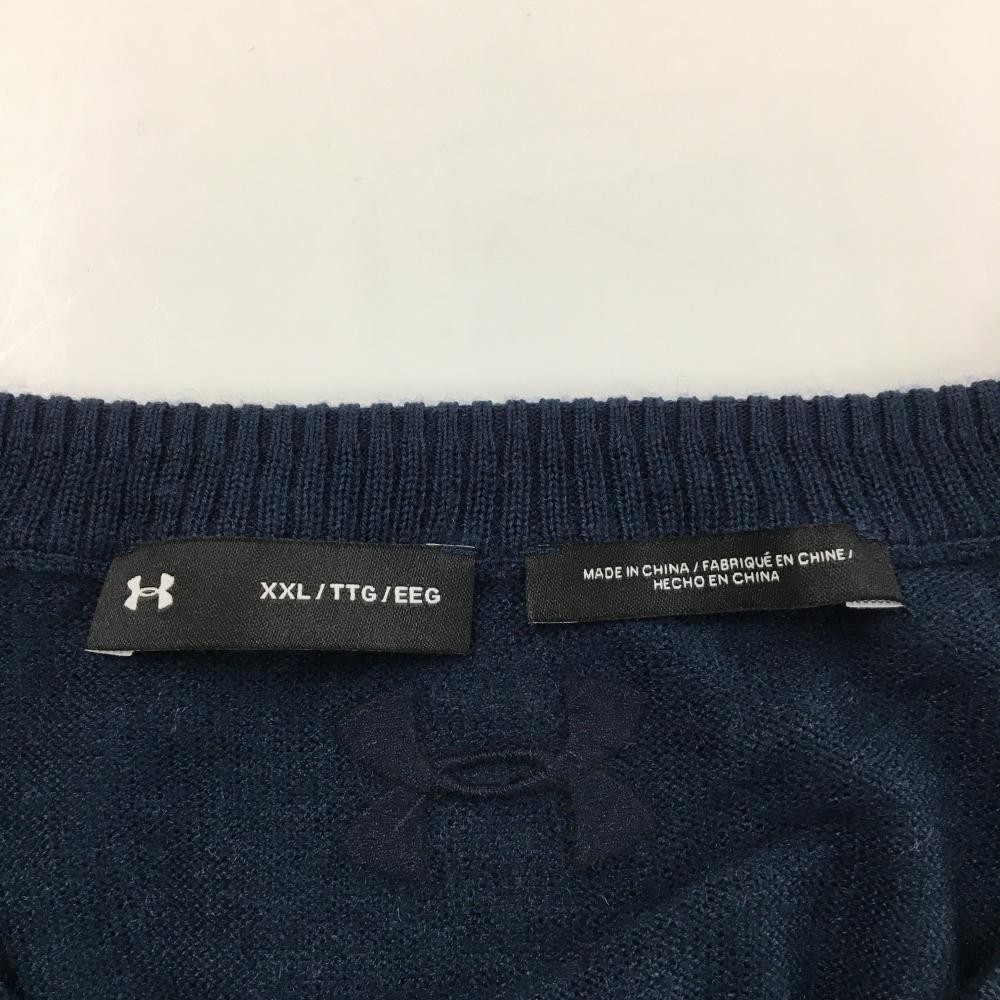 XXL / TTG / EEG
MADE IN CHINA / FABRIQUÉ EN CHINE /
HECHO EN CHINA